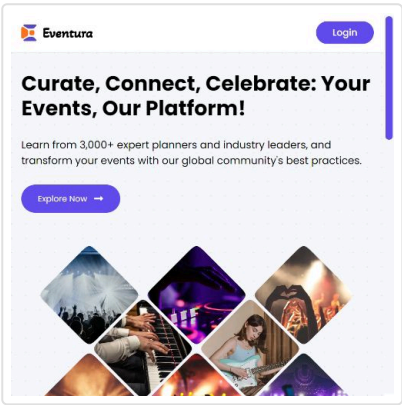 Eventura
Login
Curate, Connect, Celebrate: Your
Events, Our Platform!
Learn from 3,000+ expert planners and industry leaders, and
transform your events with our global community's best practices.
Explore Now →